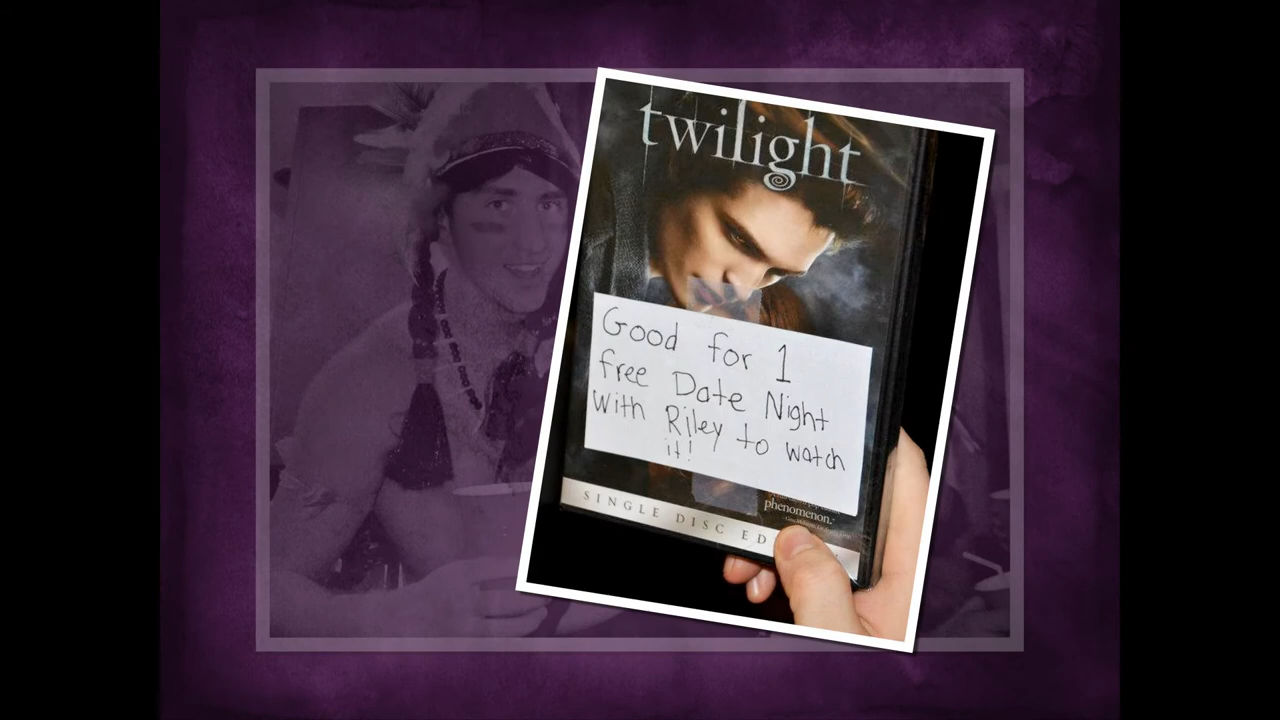 twilight
Good for 1
free Date Night
with Riley to watch
it!
phenomenon.
SINGLE DISC ED